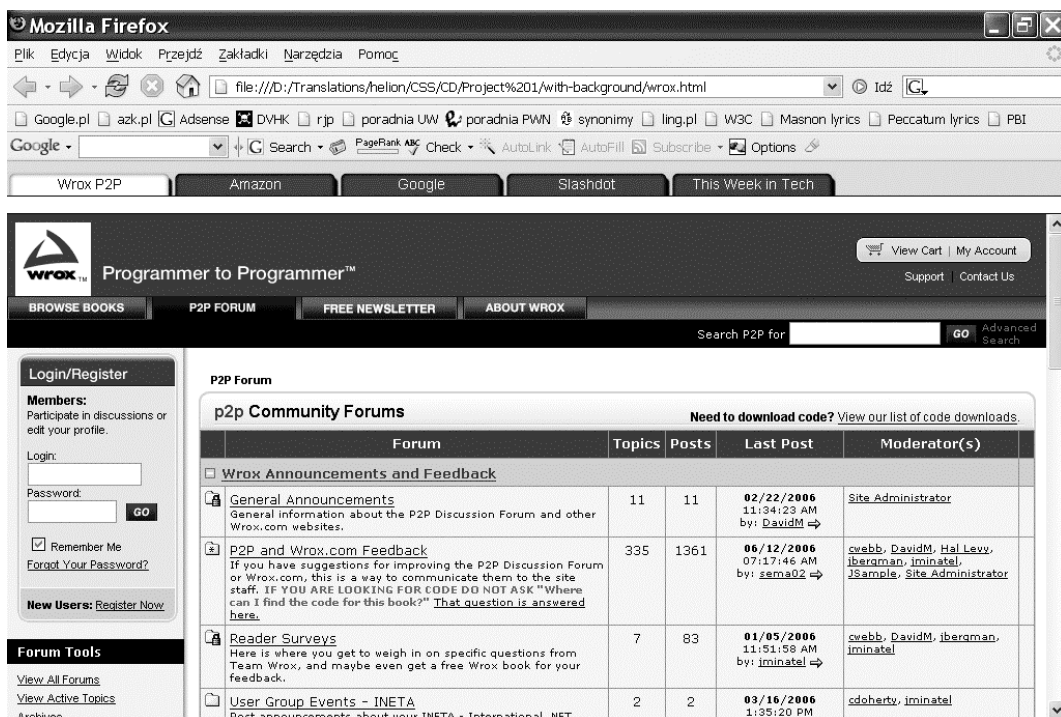 Mozilla Firefox
Plik Edycja Widok Przejdź Zakładki Narzędzia Pomoc
file:///D:/Translations/helion/CSS/CD/Project%201/with-background/wrox.html Idź G
Google.pl azk.pl G Adsense DVHK rjp poradnia UW poradnia PWN synonimy ling.pl W3C Masnon lyrics Peccatum lyrics PBI
Google G Search PageRank ABC Check AutoLink AutoFill Subscribe Options
Wrox P2P Amazon Google Slashdot This Week in Tech
wrox™ Programmer to Programmer™
View Cart | My Account
Support | Contact Us
BROWSE BOOKS P2P FORUM FREE NEWSLETTER ABOUT WROX
Search P2P for GO Advanced Search
Login/Register
Members:
Participate in discussions or
edit your profile.
Login:
Password:
GO
Remember Me
Forgot Your Password?
New Users: Register Now
Forum Tools
View All Forums
View Active Topics
Archives
P2P Forum
p2p Community Forums
Need to download code? View our list of code downloads.
Forum Topics Posts Last Post Moderator(s)
Wrox Announcements and Feedback
General Announcements
General information about the P2P Discussion Forum and other
Wrox.com websites.
11 11
02/22/2006
11:34:23 AM
by: DavidM
Site Administrator
P2P and Wrox.com Feedback
If you have suggestions for improving the P2P Discussion Forum
or Wrox.com, this is a way to communicate them to the site
staff. IF YOU ARE LOOKING FOR CODE DO NOT ASK "Where
can I find the code for this book?" That question is answered
here.
335 1361
06/12/2006
07:17:46 AM
by: sema02
cwebb, DavidM, Hal Levy,
jbergman, jminatel,
JSample, Site Administrator
Reader Surveys
Here is where you get to weigh in on specific questions from
Team Wrox, and maybe even get a free Wrox book for your
feedback.
7 83
01/05/2006
11:51:58 AM
by: jminatel
cwebb, DavidM, jbergman,
jminatel
User Group Events - INETA
Post announcements about your INETA - International .NET
2 2
03/16/2006
1:35:20 PM
cdoherty, jminatel